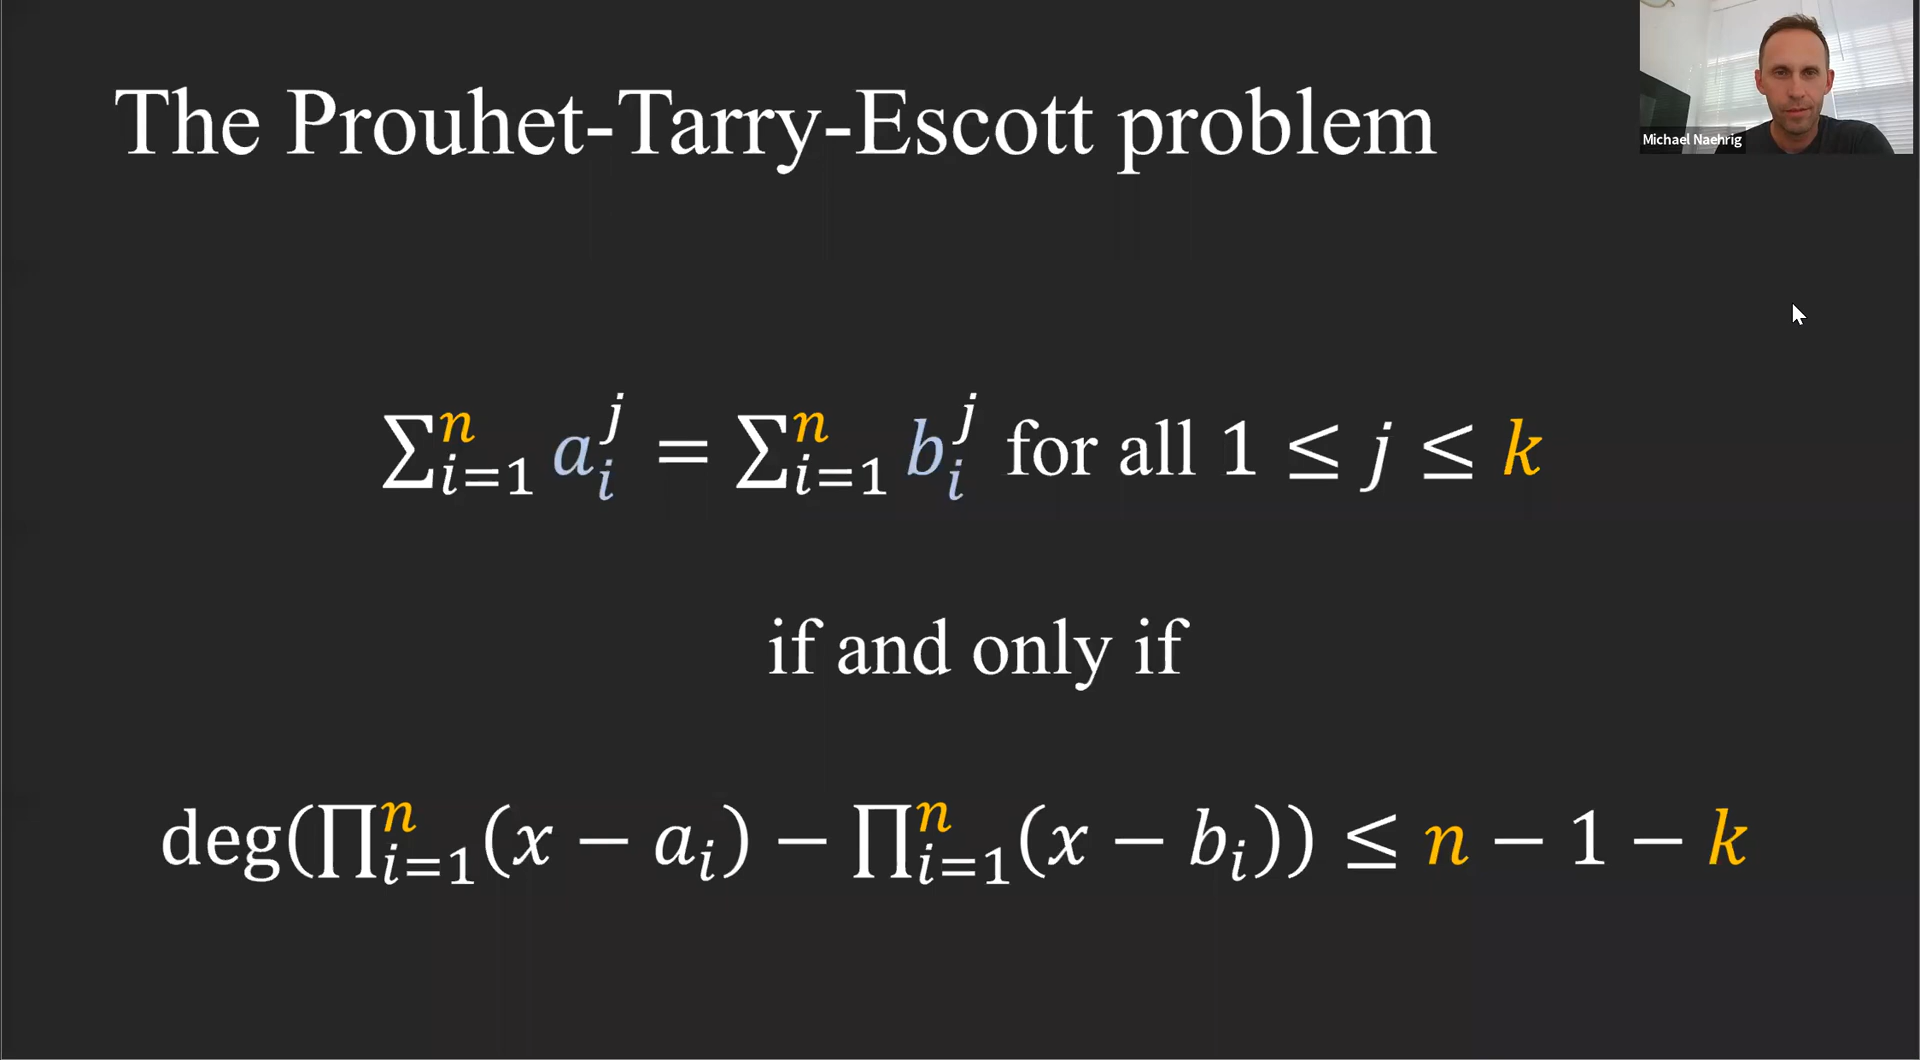 The Prouhet-Tarry-Escott problem
Michael Naehrig
∑ⁿᵢ₌₁ aᵢʲ = ∑ⁿᵢ₌₁ bᵢʲ for all 1 ≤ j ≤ k
if and only if
deg(∏ⁿᵢ₌₁(x − aᵢ) − ∏ⁿᵢ₌₁(x − bᵢ)) ≤ n − 1 − k